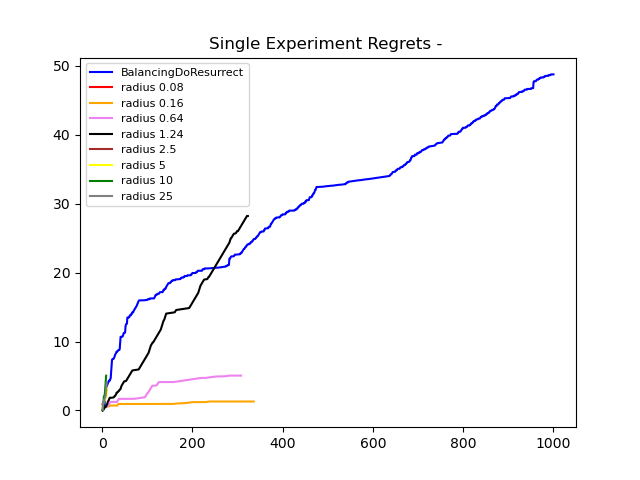 Single Experiment Regrets -
50
40
30
20
10
0
BalancingDoResurrect
radius 0.08
radius 0.16
radius 0.64
radius 1.24
radius 2.5
radius 5
radius 10
radius 25
0 200 400 600 800 1000